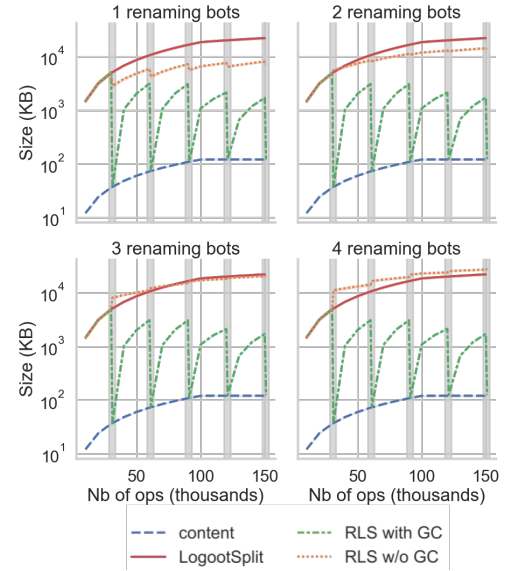 1 renaming bots
2 renaming bots
Size (KB)
10^4
10^3
10^2
10^1
3 renaming bots
4 renaming bots
Size (KB)
10^4
10^3
10^2
10^1
50 100 150
50 100 150
Nb of ops (thousands)
Nb of ops (thousands)
content
RLS with GC
LogootSplit
RLS w/o GC